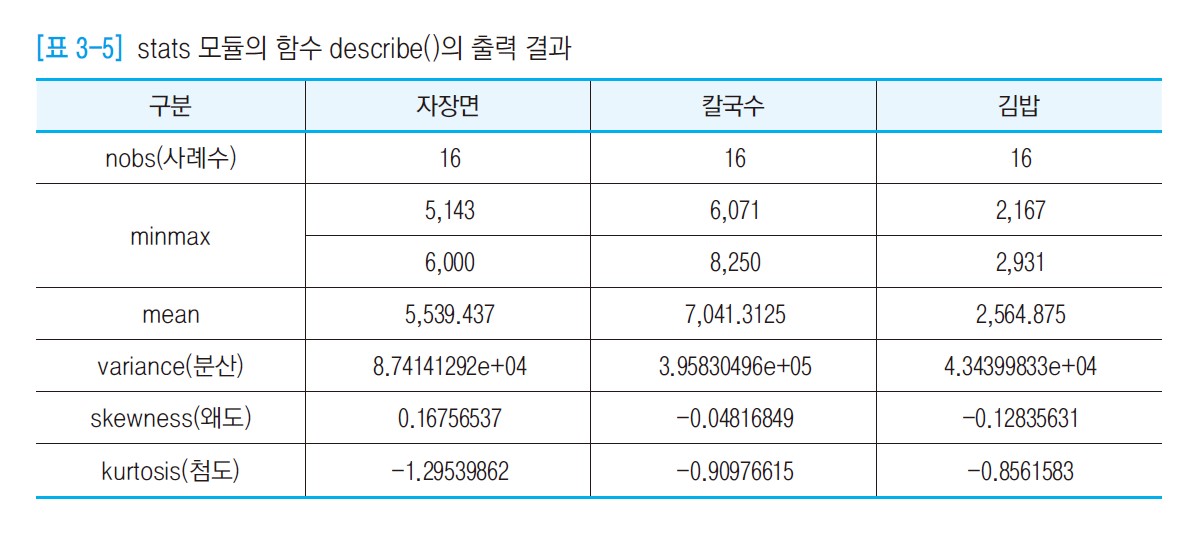 [표 3-5] stats 모듈의 함수 describe()의 출력 결과
구분 자장면 칼국수 김밥
nobs(사례수) 16 16 16
minmax 5,143 6,071 2,167
6,000 8,250 2,931
mean 5,539.437 7,041.3125 2,564.875
variance(분산) 8.74141292e+04 3.95830496e+05 4.34399833e+04
skewness(왜도) 0.16756537 -0.04816849 -0.12835631
kurtosis(첨도) -1.29539862 -0.90976615 -0.8561583